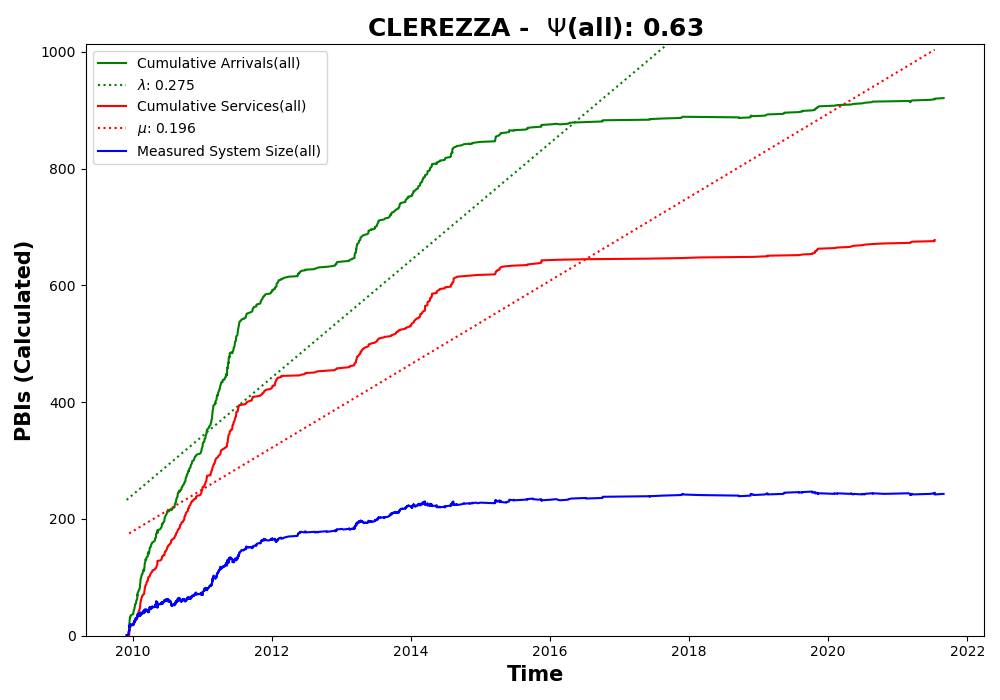 CLEREZZA -  Ψ(all): 0.63
Cumulative Arrivals(all)
λ: 0.275
Cumulative Services(all)
μ: 0.196
Measured System Size(all)
PBIs (Calculated)
1000
800
600
400
200
0
2010 2012 2014 2016 2018 2020 2022
Time